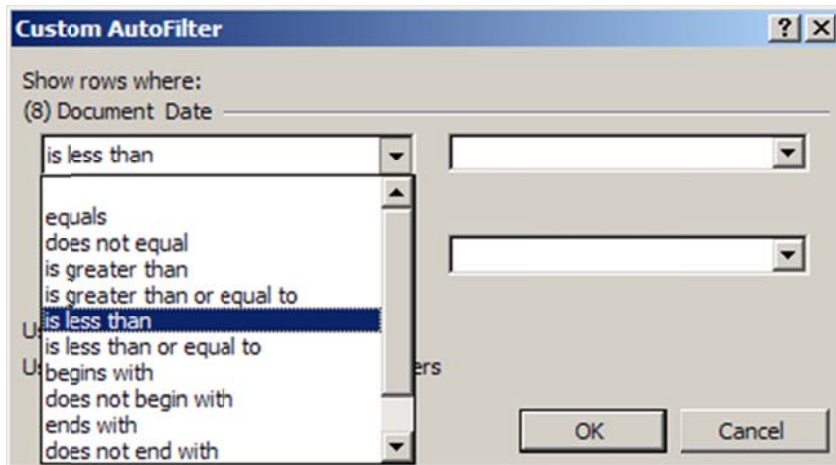 Custom AutoFilter
Show rows where:
(8) Document Date
is less than
equals
does not equal
is greater than
is greater than or equal to
is less than
is less than or equal to
begins with
does not begin with
ends with
does not end with
OK
Cancel